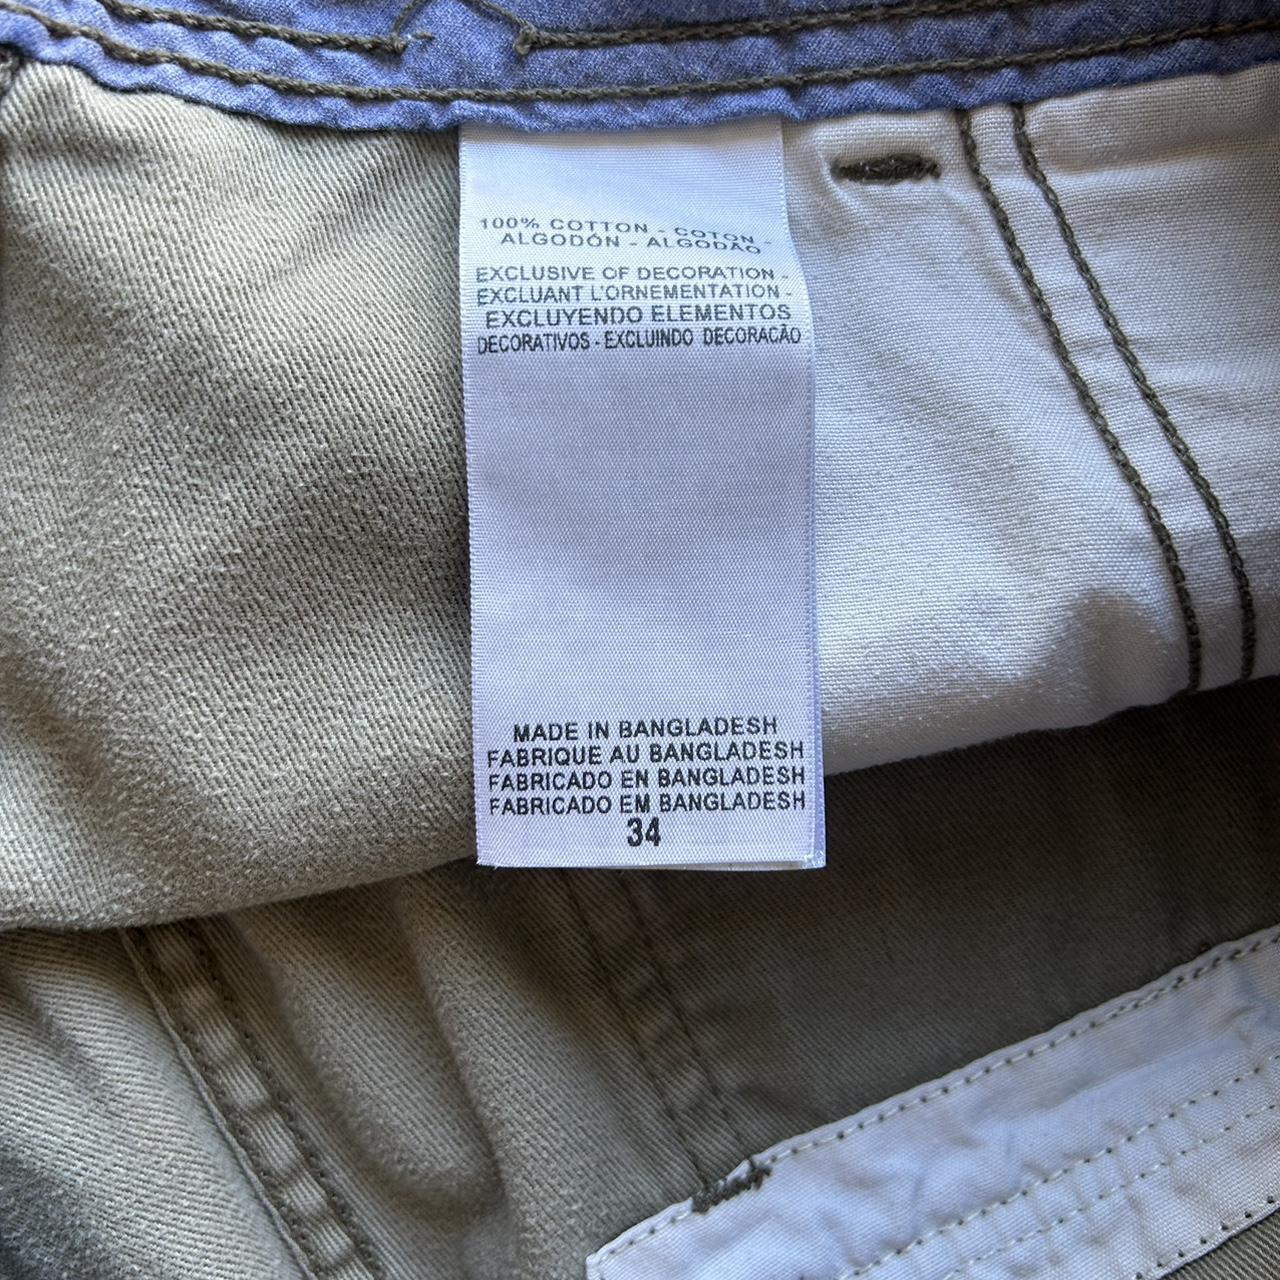 100% COTTON - COTON -
ALGODÓN - ALGODÃO
EXCLUSIVE OF DECORATION -
EXCLUANT L'ORNEMENTATION -
EXCLUYENDO ELEMENTOS
DECORATIVOS - EXCLUINDO DECORACÃO
MADE IN BANGLADESH
FABRIQUE AU BANGLADESH
FABRICADO EN BANGLADESH
FABRICADO EM BANGLADESH
34